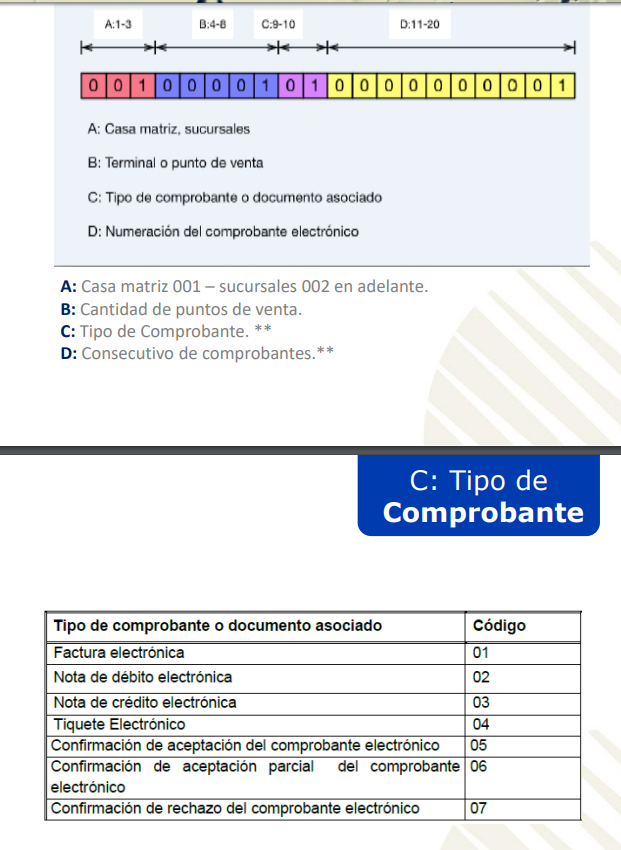 A:1-3 B:4-8 C:9-10 D:11-20
0 0 1 0 0 0 0 1 0 1 0 0 0 0 0 0 0 0 0 1
A: Casa matriz, sucursales
B: Terminal o punto de venta
C: Tipo de comprobante o documento asociado
D: Numeración del comprobante electrónico
A: Casa matriz 001 – sucursales 002 en adelante.
B: Cantidad de puntos de venta.
C: Tipo de Comprobante. **
D: Consecutivo de comprobantes.**
C: Tipo de
Comprobante
Tipo de comprobante o documento asociado Código
Factura electrónica 01
Nota de débito electrónica 02
Nota de crédito electrónica 03
Tiquete Electrónico 04
Confirmación de aceptación del comprobante electrónico 05
Confirmación de aceptación parcial del comprobante 06
electrónico
Confirmación de rechazo del comprobante electrónico 07